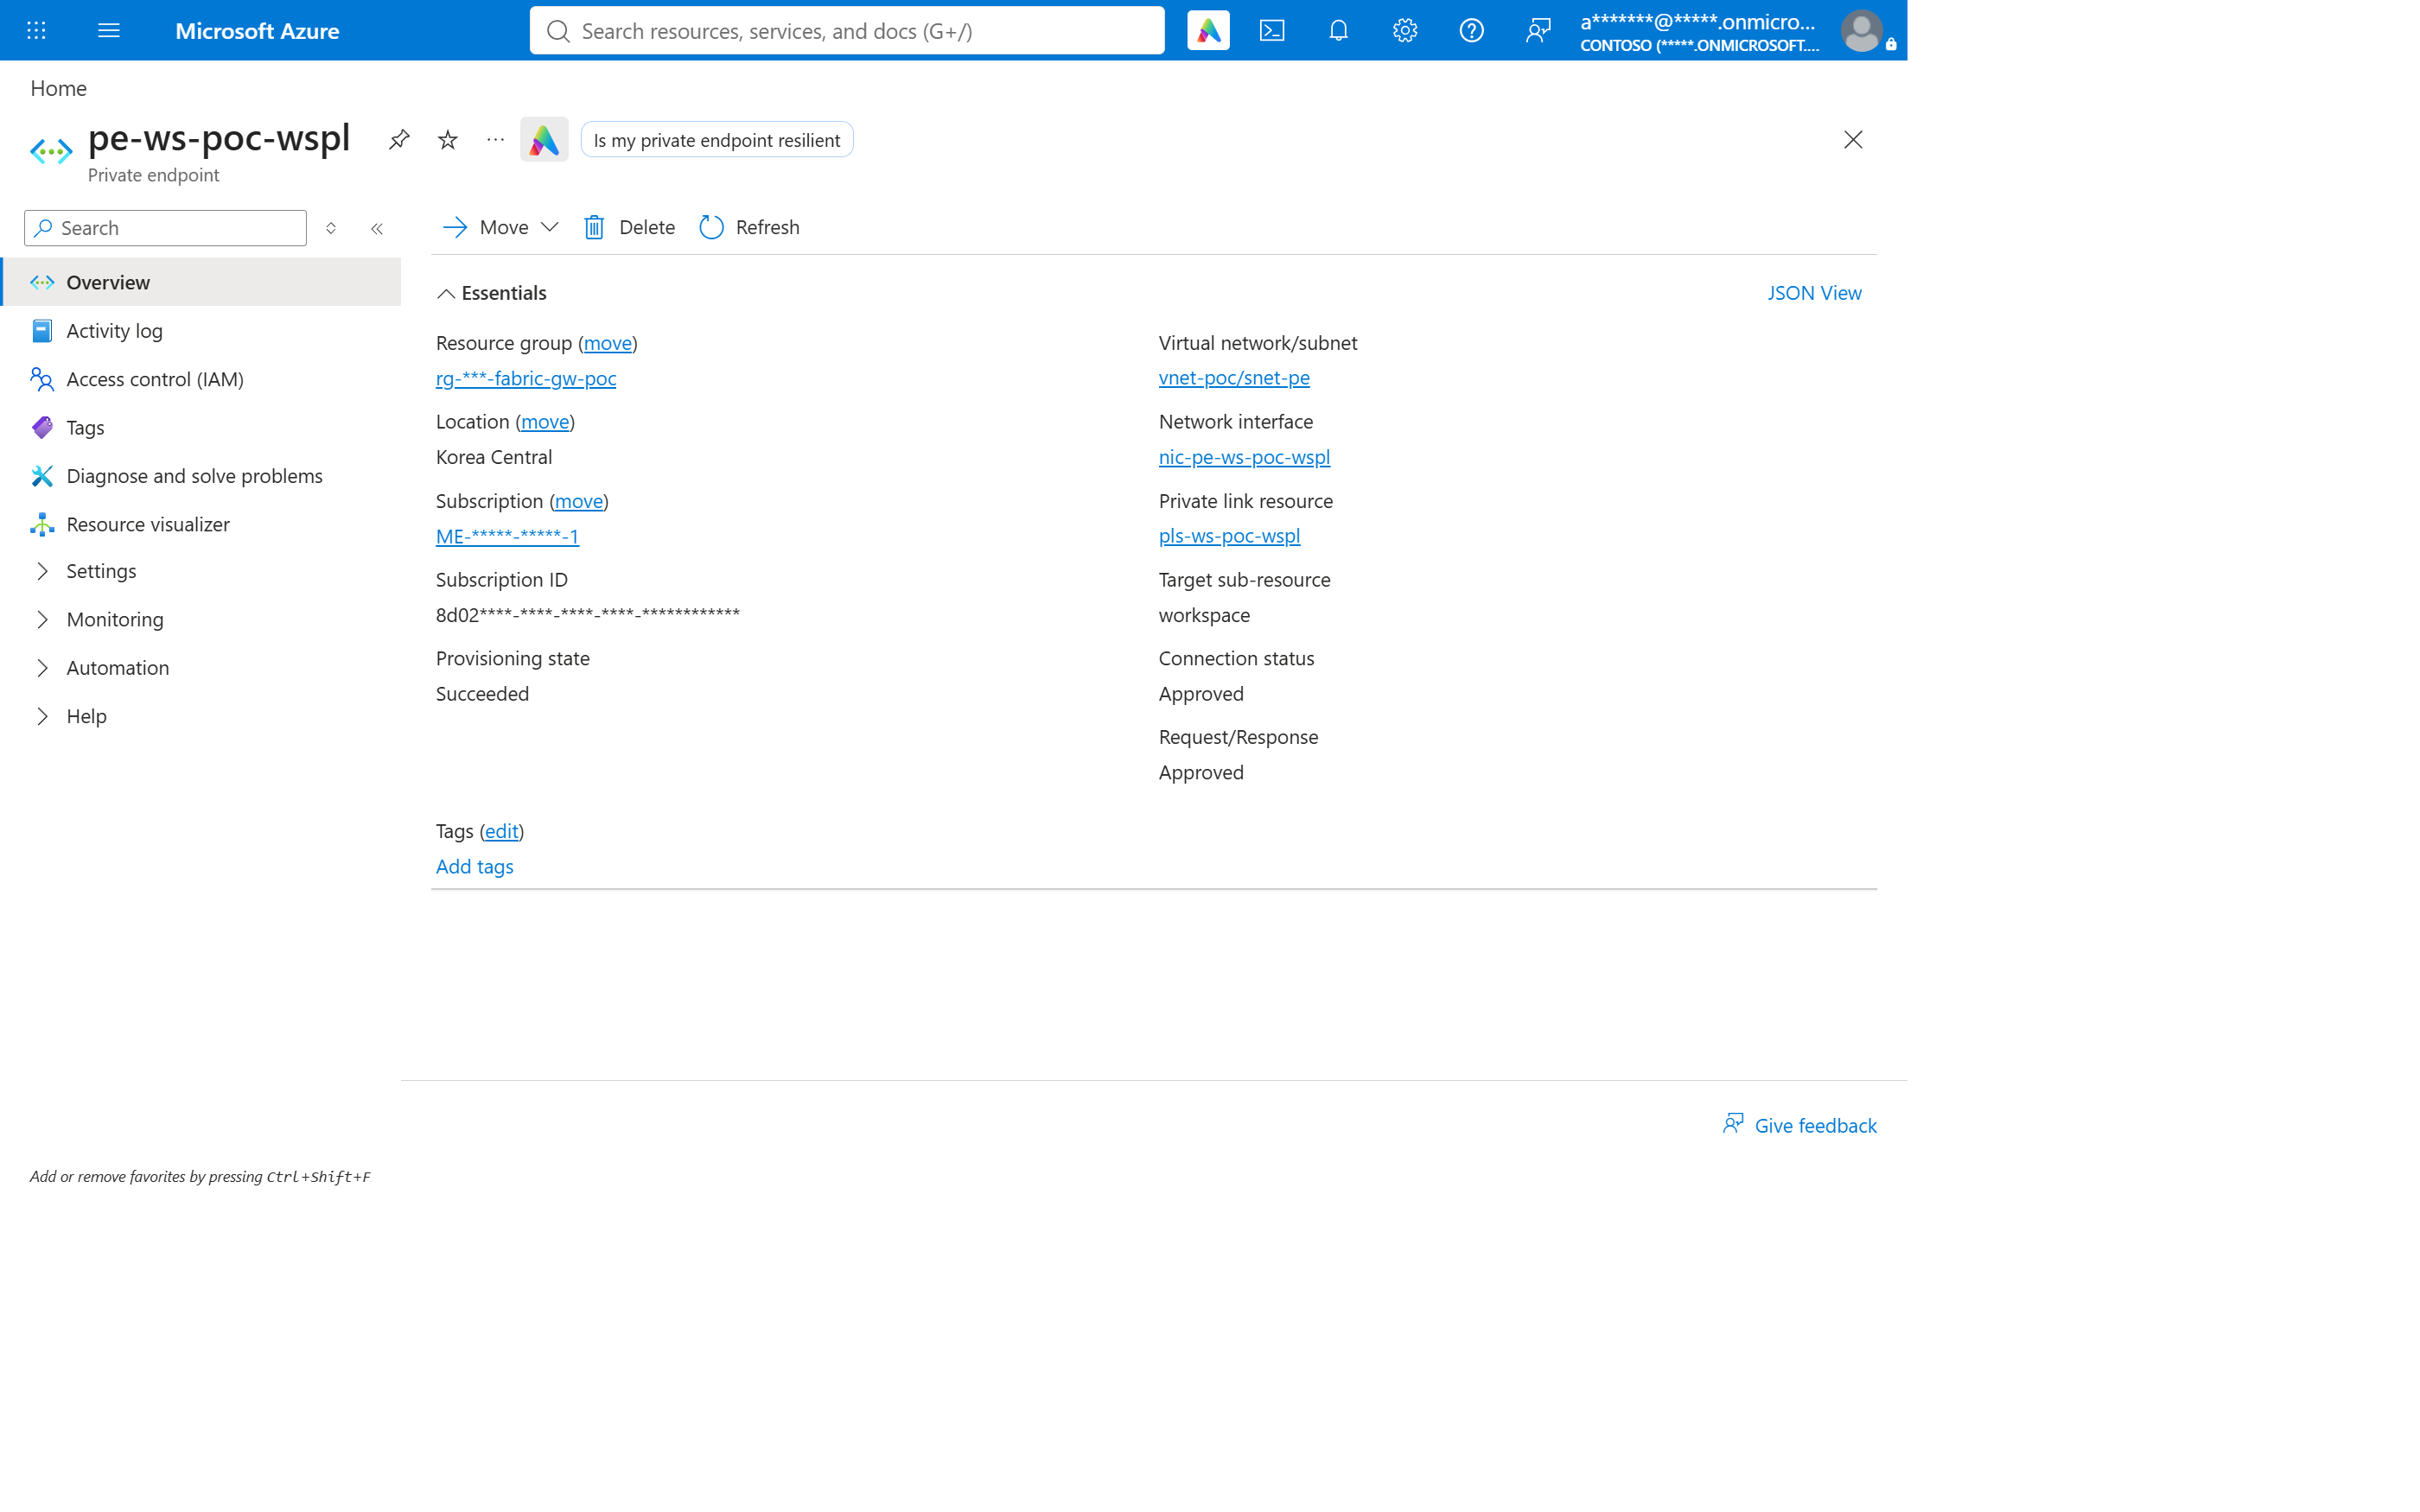 Microsoft Azure
Search resources, services, and docs (G+/)
a*******@*****.onmicro...
CONTOSO (*****.ONMICROSOFT....
Home
pe-ws-poc-wspl
Is my private endpoint resilient
Private endpoint
Search
Move
Delete
Refresh
Overview
Activity log
Access control (IAM)
Tags
Diagnose and solve problems
Resource visualizer
Settings
Monitoring
Automation
Help
Essentials
JSON View
Resource group (move)
rg-***-fabric-gw-poc
Location (move)
Korea Central
Subscription (move)
ME-*****-*****-1
Subscription ID
8d02****-****-****-****-************
Provisioning state
Succeeded
Virtual network/subnet
vnet-poc/snet-pe
Network interface
nic-pe-ws-poc-wspl
Private link resource
pls-ws-poc-wspl
Target sub-resource
workspace
Connection status
Approved
Request/Response
Approved
Tags (edit)
Add tags
Give feedback
Add or remove favorites by pressing Ctrl+Shift+F